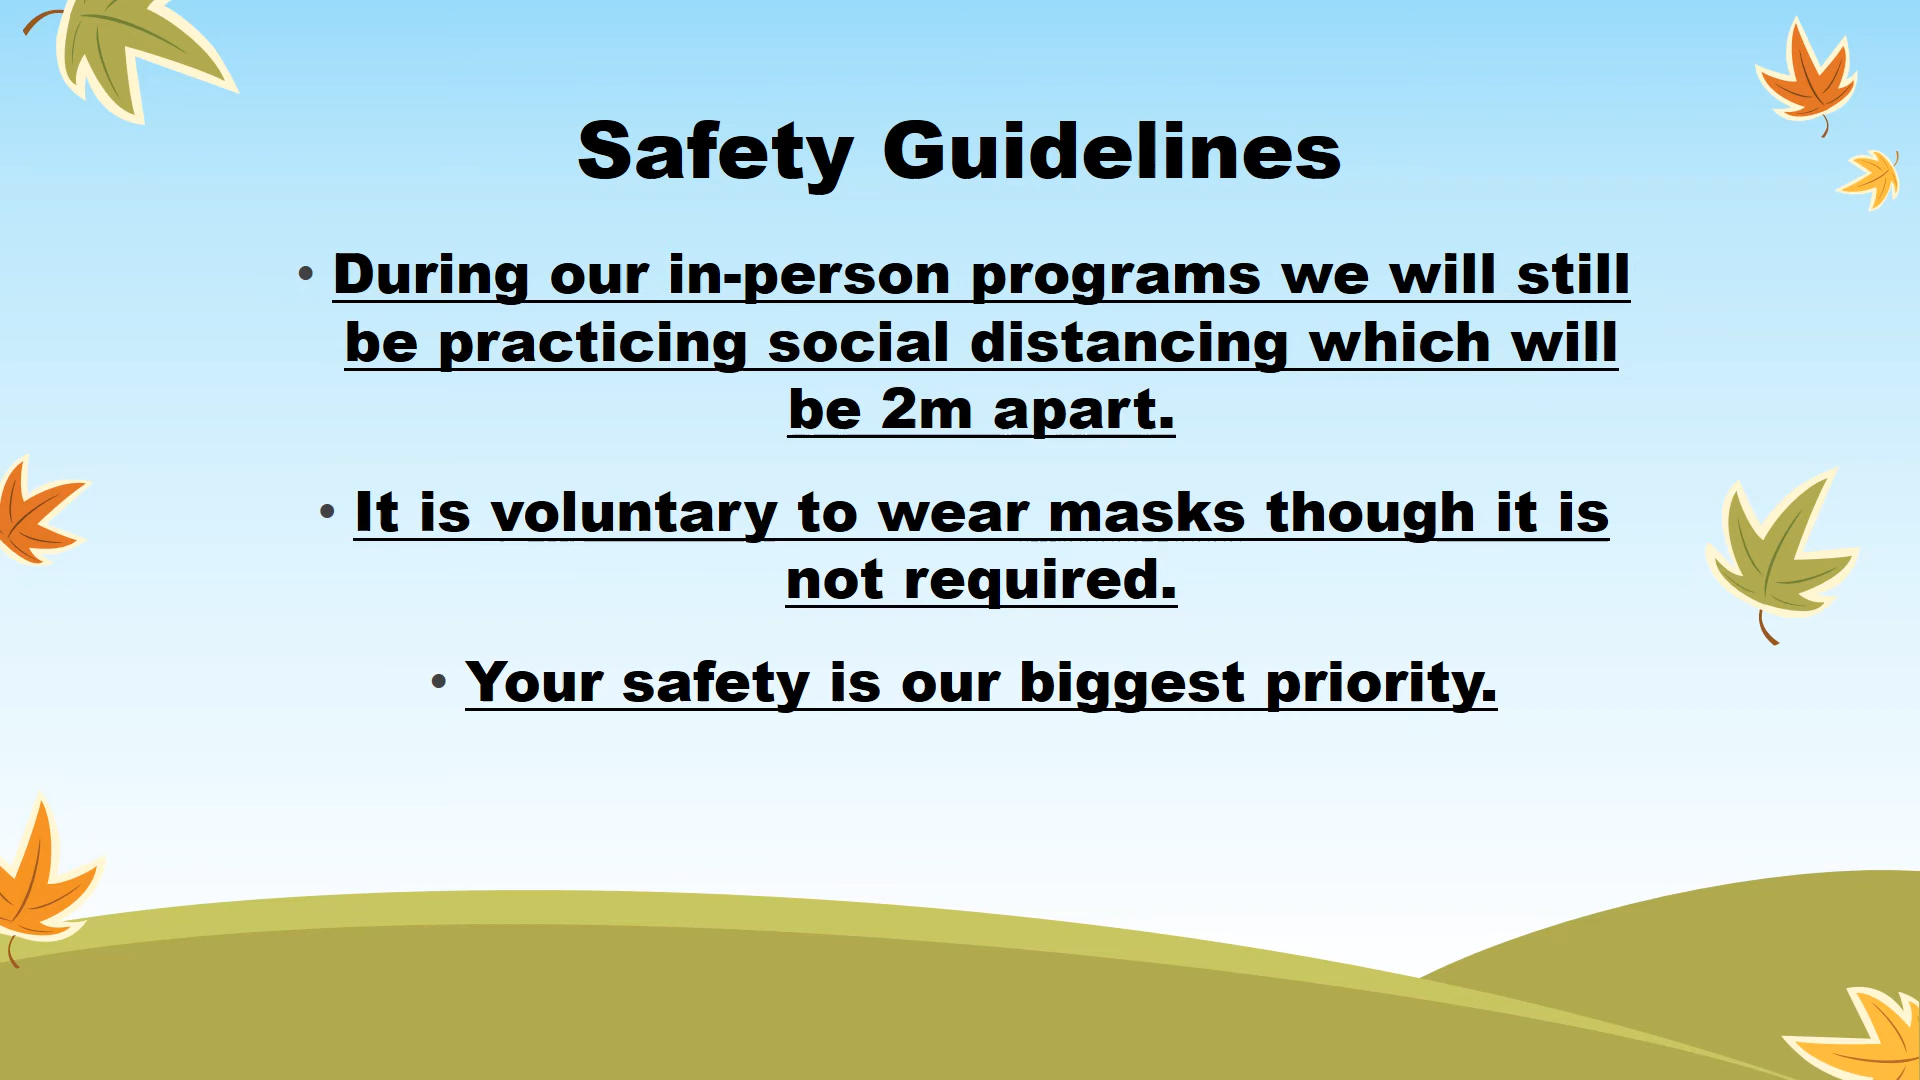 Safety Guidelines
• During our in-person programs we will still
be practicing social distancing which will
be 2m apart.
• It is voluntary to wear masks though it is
not required.
• Your safety is our biggest priority.